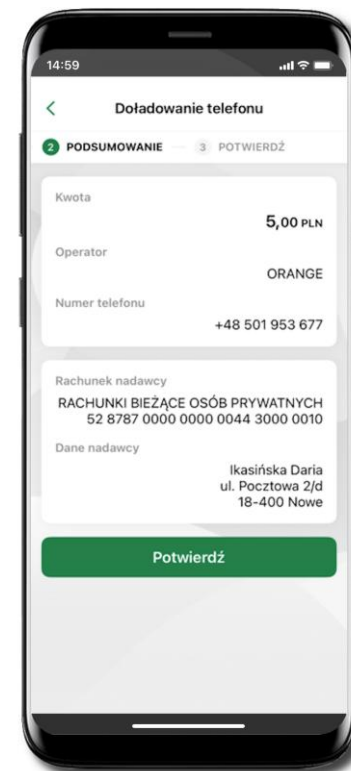 14:59
Doładowanie telefonu
2 PODSUMOWANIE 3 POTWIERDŹ
Kwota
5,00 PLN
Operator
ORANGE
Numer telefonu
+48 501 953 677
Rachunek nadawcy
RACHUNKI BIEŻĄCE OSÓB PRYWATNYCH
52 8787 0000 0000 0044 3000 0010
Dane nadawcy
Ikasińska Daria
ul. Pocztowa 2/d
18-400 Nowe
Potwierdź